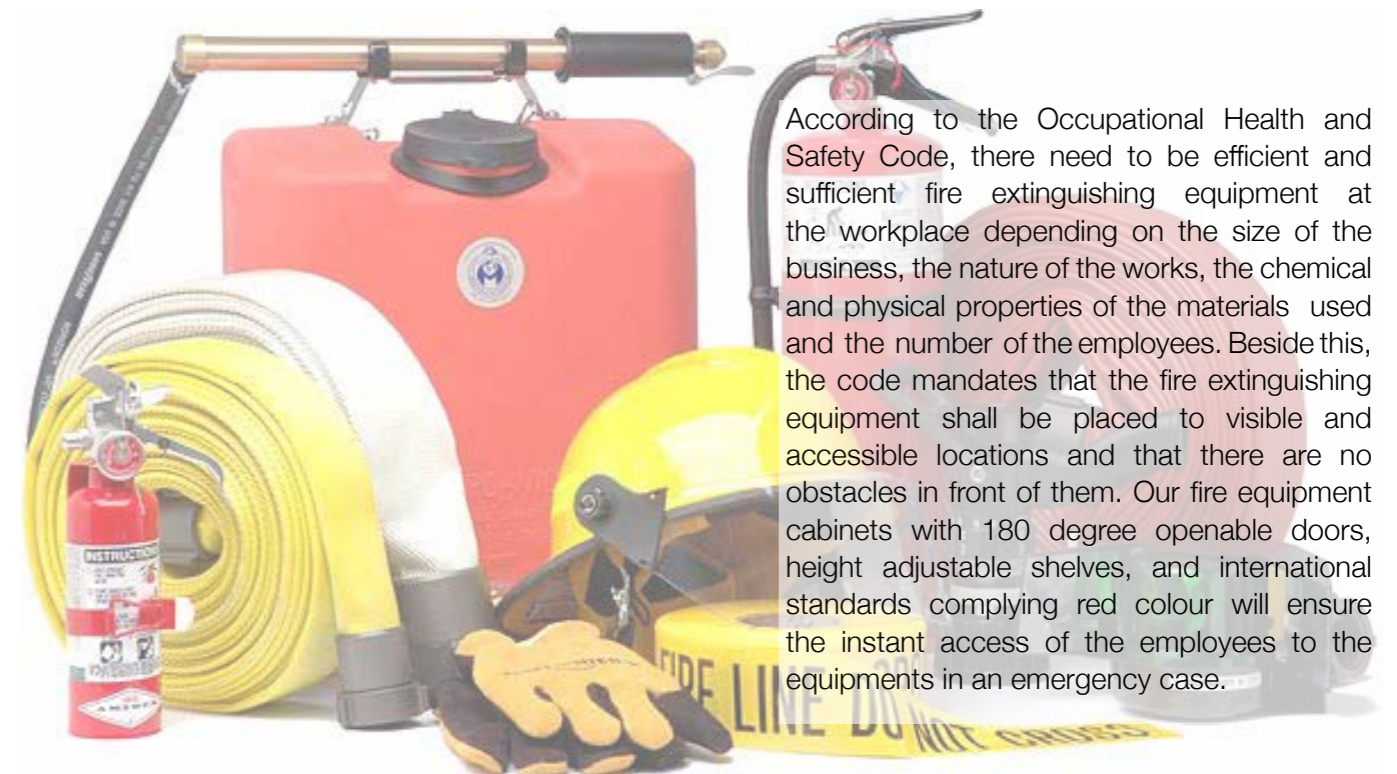 According to the Occupational Health and
Safety Code, there need to be efficient and
sufficient fire extinguishing equipment at
the workplace depending on the size of the
business, the nature of the works, the chemical
and physical properties of the materials used
and the number of the employees. Beside this,
the code mandates that the fire extinguishing
equipment shall be placed to visible and
accessible locations and that there are no
obstacles in front of them. Our fire equipment
cabinets with 180 degree openable doors,
height adjustable shelves, and international
standards complying red colour will ensure
the instant access of the employees to the
equipments in an emergency case.
INSTRUCTIONS
AMEREX
FIRE LINE DO NOT CROSS